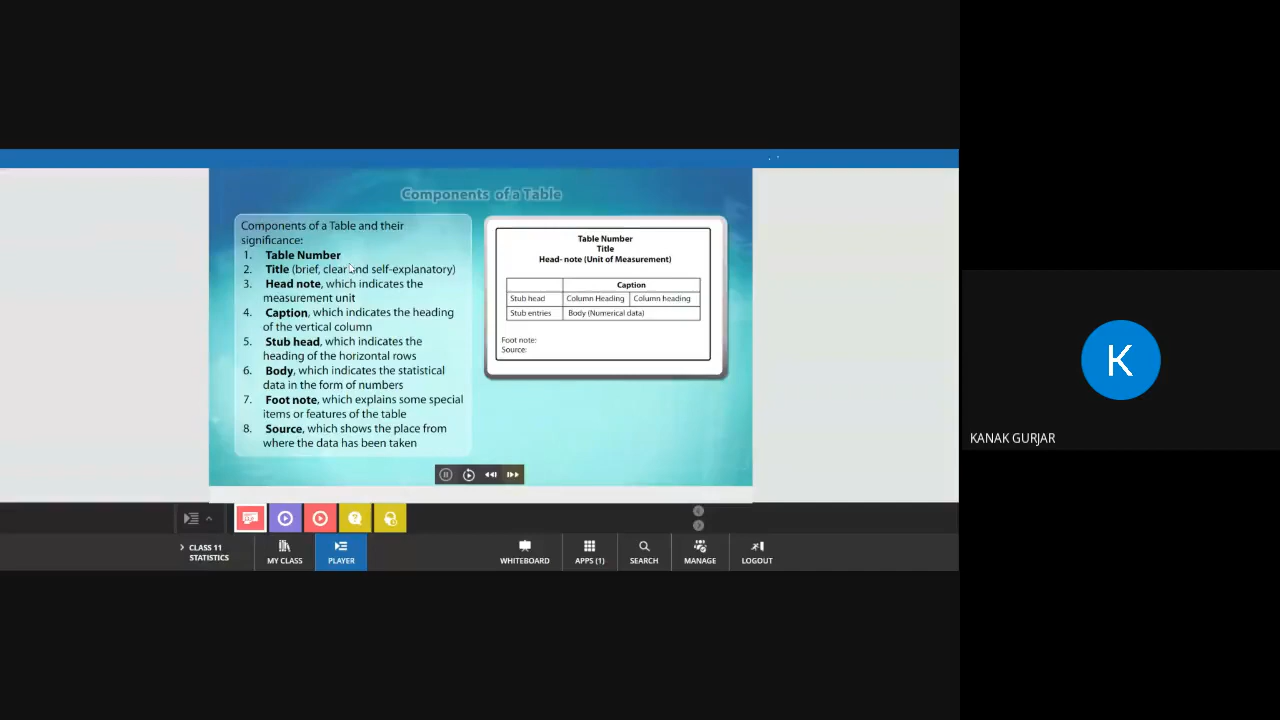 Components of a Table
Components of a Table and their
significance:
1. Table Number
2. Title (brief, clear and self-explanatory)
3. Head note, which indicates the
measurement unit
4. Caption, which indicates the heading
of the vertical column
5. Stub head, which indicates the
heading of the horizontal rows
6. Body, which indicates the statistical
data in the form of numbers
7. Foot note, which explains some special
items or features of the table
8. Source, which shows the place from
where the data has been taken
Table Number
Title
Head- note (Unit of Measurement)
Caption
Stub head Column Heading Column heading
Stub entries Body (Numerical data)
Foot note:
Source:
K
KANAK GURJAR
CLASS 11
STATISTICS
MY CLASS
PLAYER
WHITEBOARD
APPS (1)
SEARCH
MANAGE
LOGOUT